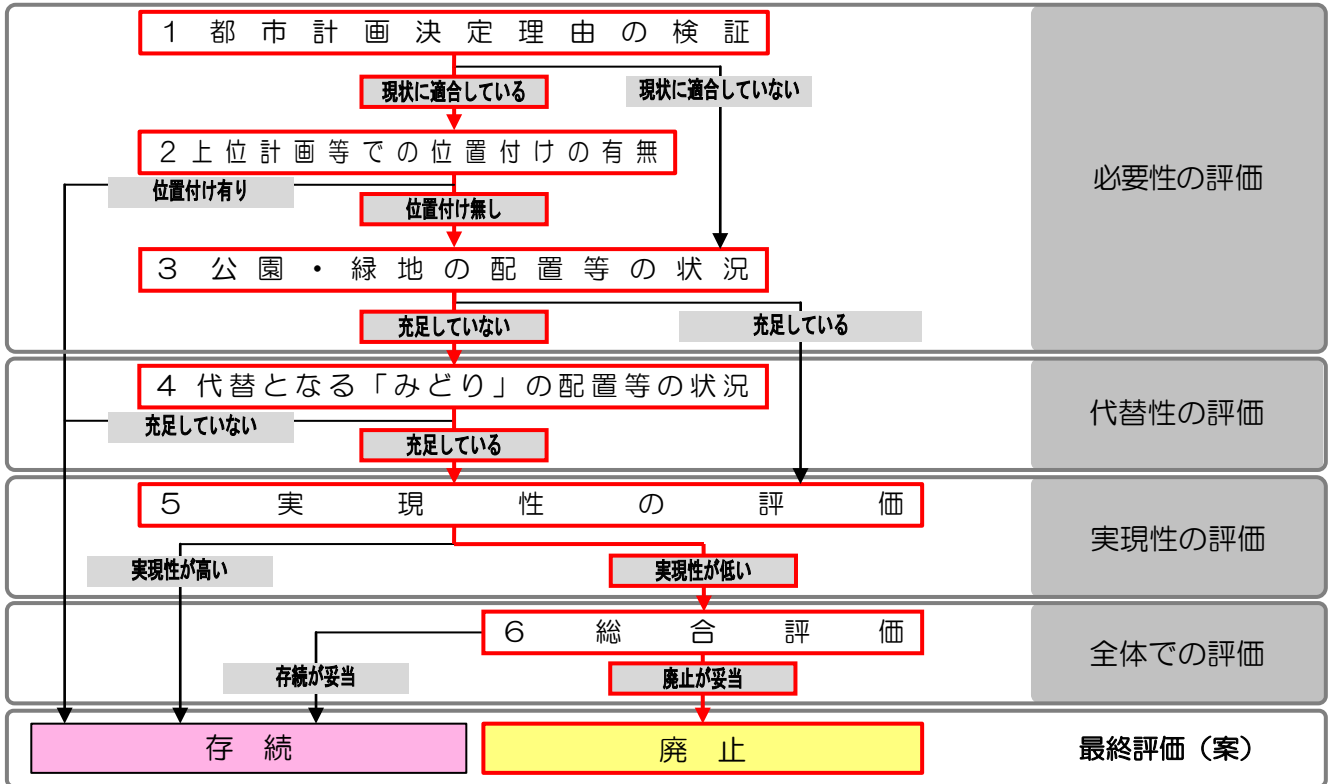 1 都市計画決定理由の検証
現状に適合している
現状に適合していない
2上位計画等での位置付けの有無
位置付け有り
位置付け無し
必要性の評価
3 公園・緑地の配置等の状況
充足していない
充足している
4 代替となる「みどり」の配置等の状況
充足していない
充足している
代替性の評価
5 実現性の評価
実現性が高い
実現性が低い
実現性の評価
6 総合評価
存続が妥当
廃止が妥当
全体での評価
存続
廃止
最終評価（案）